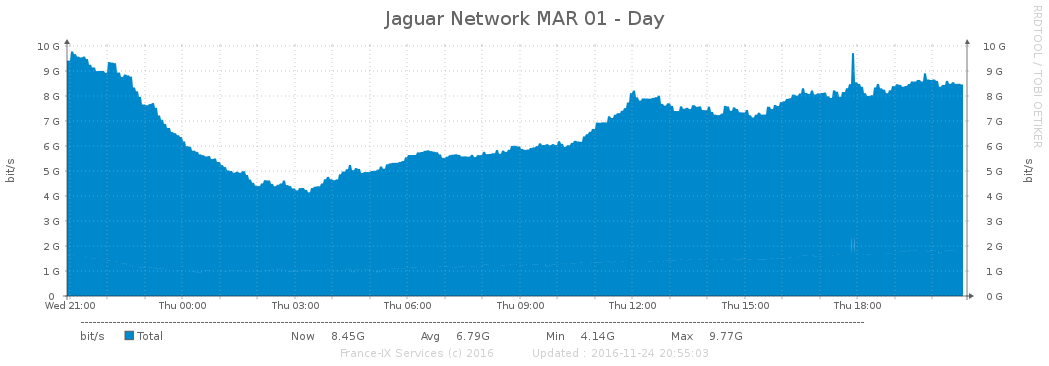 Jaguar Network MAR 01 - Day
RRDTOOL / TOBI OETIKER
bit/s
10 G
9 G
8 G
7 G
6 G
5 G
4 G
3 G
2 G
1 G
0
10 G
9 G
8 G
7 G
6 G
5 G
4 G
3 G
2 G
1 G
0 G
bit/s
Wed 21:00 Thu 00:00 Thu 03:00 Thu 06:00 Thu 09:00 Thu 12:00 Thu 15:00 Thu 18:00
bit/s Total Now 8.45G Avg 6.79G Min 4.14G Max 9.77G
France-IX Services (c) 2016 Updated : 2016-11-24 20:55:03